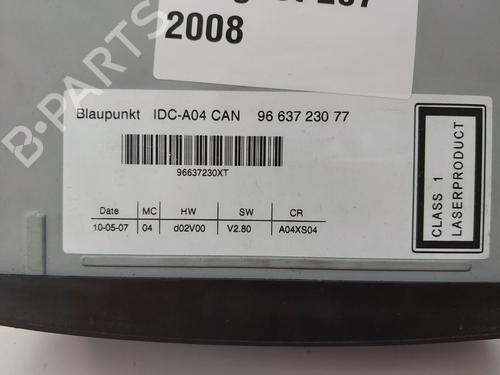 2008
Blaupunkt IDC-A04 CAN 96 637 230 77
96637230XT
Date MC HW SW CR
10-05-07 04 d02V00 V2.80 A04XS04
CLASS 1
LASERPRODUCT
B-PARTS